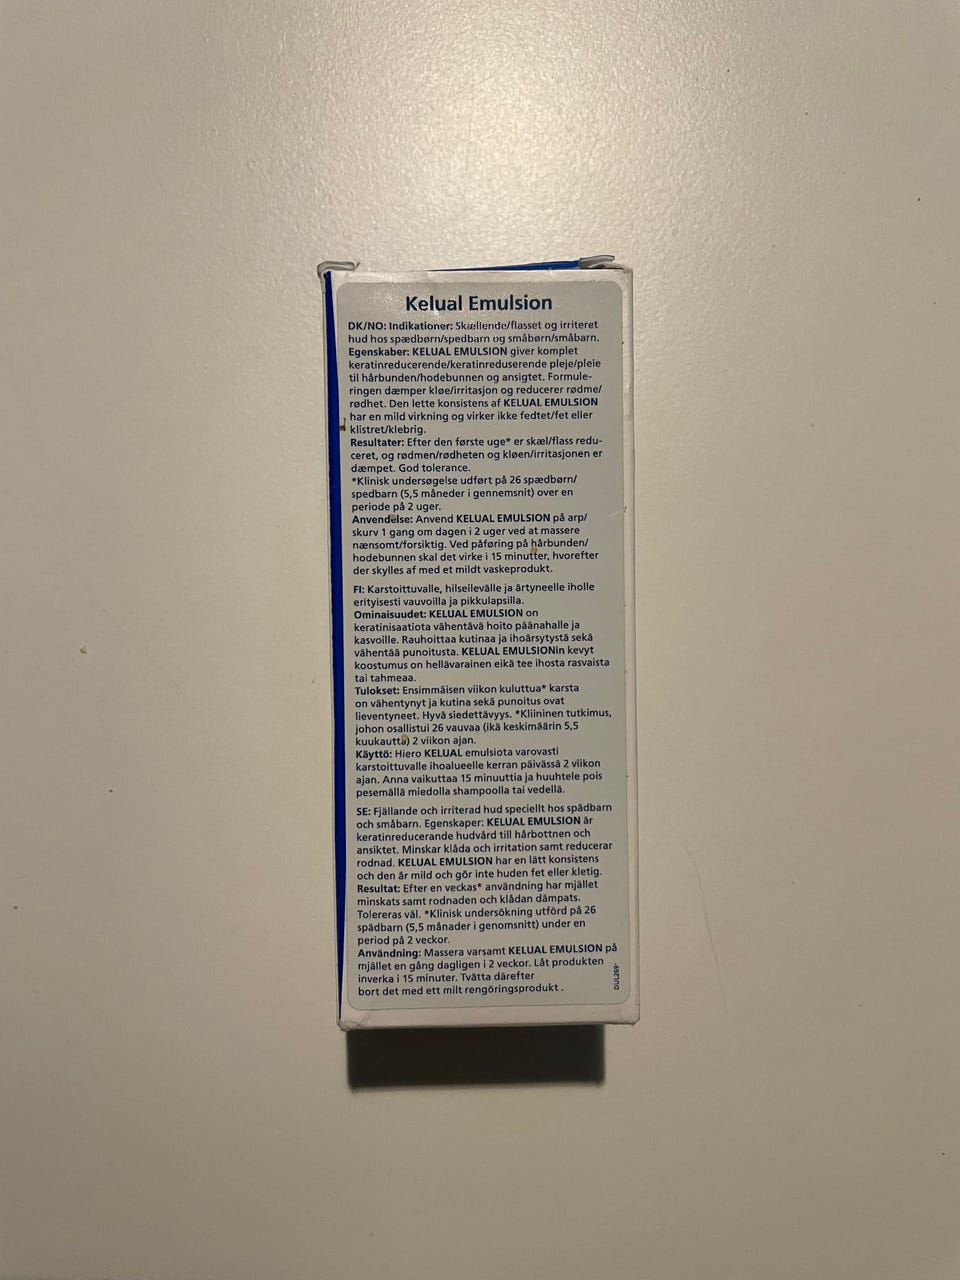 Kelual Emulsion
DK/NO: Indikationer: Skællende/flasset og irriteret
hud hos spædbørn/spedbarn og småbørn/småbarn.
Egenskaber: KELUAL EMULSION giver komplet
keratinreducerende/keratinreduserende pleje/pleie
til hårbunden/hodebunnen og ansigtet. Formule-
ringen dæmper kløe/irritasjon og reducerer rødme/
rødhet. Den lette konsistens af KELUAL EMULSION
har en mild virkning og virker ikke fedtet/fet eller
klistret/klebrig.
Resultater: Efter den første uge* er skæl/flass redu-
ceret, og rødmen/rødheten og kløen/irritasjonen er
dæmpet. God tolerance.
*Klinisk undersøgelse udført på 26 spædbørn/
spedbarn (5,5 måneder i gennemsnit) over en
periode på 2 uger.
Anvendelse: Anvend KELUAL EMULSION på arp/
skurv 1 gang om dagen i 2 uger ved at massere
nænsomt/forsiktig. Ved påføring på hårbunden/
hodebunnen skal det virke i 15 minutter, hvorefter
der skylles af med et mildt vaskeprodukt.
FI: Karstoittuvalle, hilseilevälle ja ärtyneelle iholle
erityisesti vauvoilla ja pikkulapsilla.
Ominaisuudet: KELUAL EMULSION on
keratinisaatiota vähentävä hoito päänahalle ja
kasvoille. Rauhoittaa kutinaa ja ihoärsytystä sekä
vähentää punoitusta. KELUAL EMULSIONin kevyt
koostumus on hellävarainen eikä tee ihosta rasvaista
tai tahmeaa.
Tulokset: Ensimmäisen viikon kuluttua* karsta
on vähentynyt ja kutina sekä punoitus ovat
lieventyneet. Hyvä siedettävyys. *Kliininen tutkimus,
johon osallistui 26 vauvaa (ikä keskimäärin 5,5
kuukautta) 2 viikon ajan.
Käyttö: Hiero KELUAL emulsiota varovasti
karstoittuvalle ihoalueelle kerran päivässä 2 viikon
ajan. Anna vaikuttaa 15 minuuttia ja huuhtele pois
pesemällä miedolla shampoolla tai vedellä.
SE: Fjällande och irriterad hud speciellt hos spädbarn
och småbarn. Egenskaper: KELUAL EMULSION är
keratinreducerande hudvård till hårbottnen och
ansiktet. Minskar klåda och irritation samt reducerar
rodnad. KELUAL EMULSION har en lätt konsistens
och den är mild och gör inte huden fet eller kletig.
Resultat: Efter en veckas* användning har mjället
minskats samt rodnaden och klådan dämpats.
Tolereras väl. *Klinisk undersökning utförd på 26
spädbarn (5,5 månader i genomsnitt) under en
period på 2 veckor.
Användning: Massera varsamt KELUAL EMULSION på
mjället en gång dagligen i 2 veckor. Låt produkten
inverka i 15 minuter. Tvätta därefter
bort det med ett milt rengöringsprodukt .